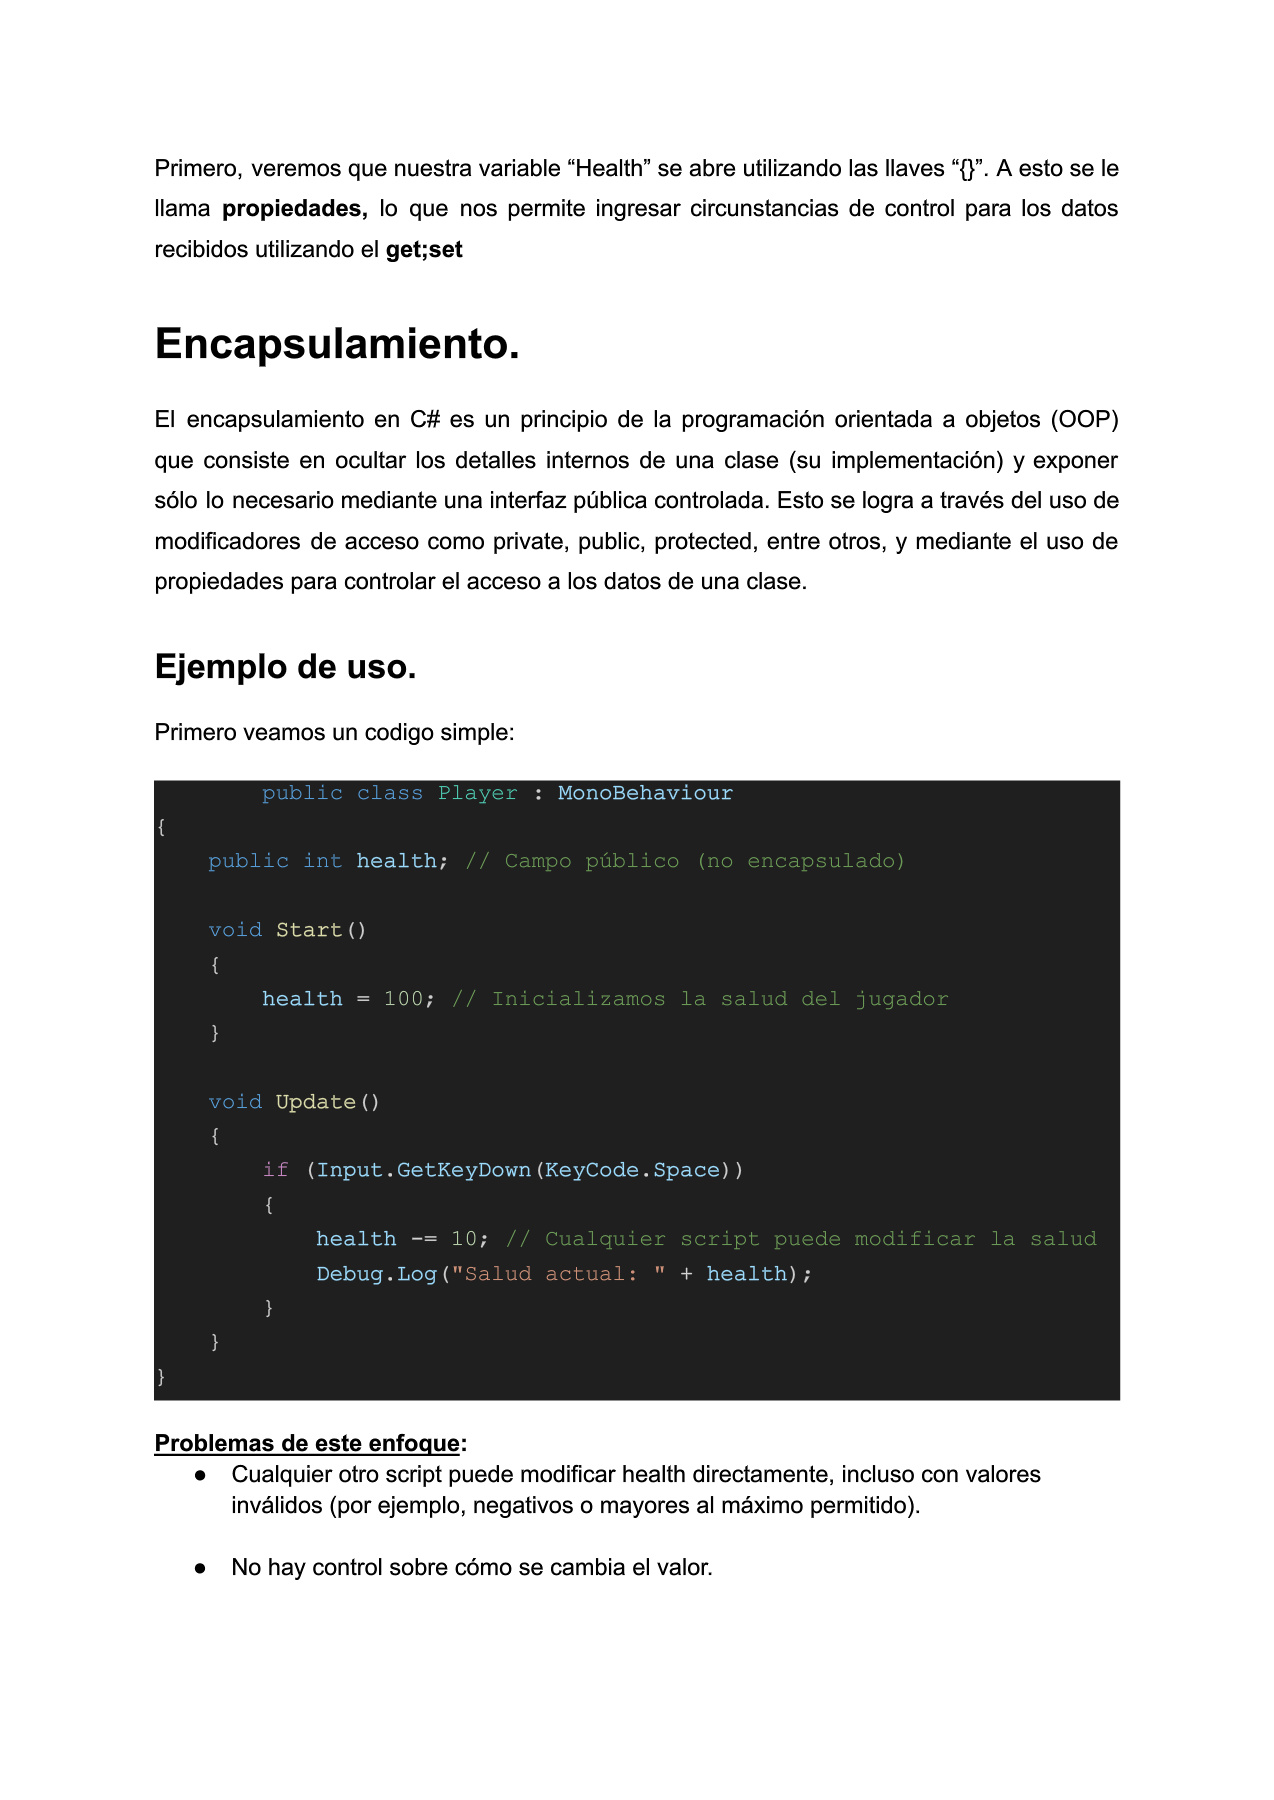 Primero, veremos que nuestra variable “Health” se abre utilizando las llaves “{}”. A esto se le
llama propiedades, lo que nos permite ingresar circunstancias de control para los datos
recibidos utilizando el get;set
Encapsulamiento.
El encapsulamiento en C# es un principio de la programación orientada a objetos (OOP)
que consiste en ocultar los detalles internos de una clase (su implementación) y exponer
sólo lo necesario mediante una interfaz pública controlada. Esto se logra a través del uso de
modificadores de acceso como private, public, protected, entre otros, y mediante el uso de
propiedades para controlar el acceso a los datos de una clase.
Ejemplo de uso.
Primero veamos un codigo simple:
public class Player : MonoBehaviour
{
public int health; // Campo público (no encapsulado)
void Start()
{
health = 100; // Inicializamos la salud del jugador
}
void Update()
{
if (Input.GetKeyDown(KeyCode.Space))
{
health -= 10; // Cualquier script puede modificar la salud
Debug.Log("Salud actual: " + health);
}
}
}
Problemas de este enfoque:
● Cualquier otro script puede modificar health directamente, incluso con valores
inválidos (por ejemplo, negativos o mayores al máximo permitido).
● No hay control sobre cómo se cambia el valor.